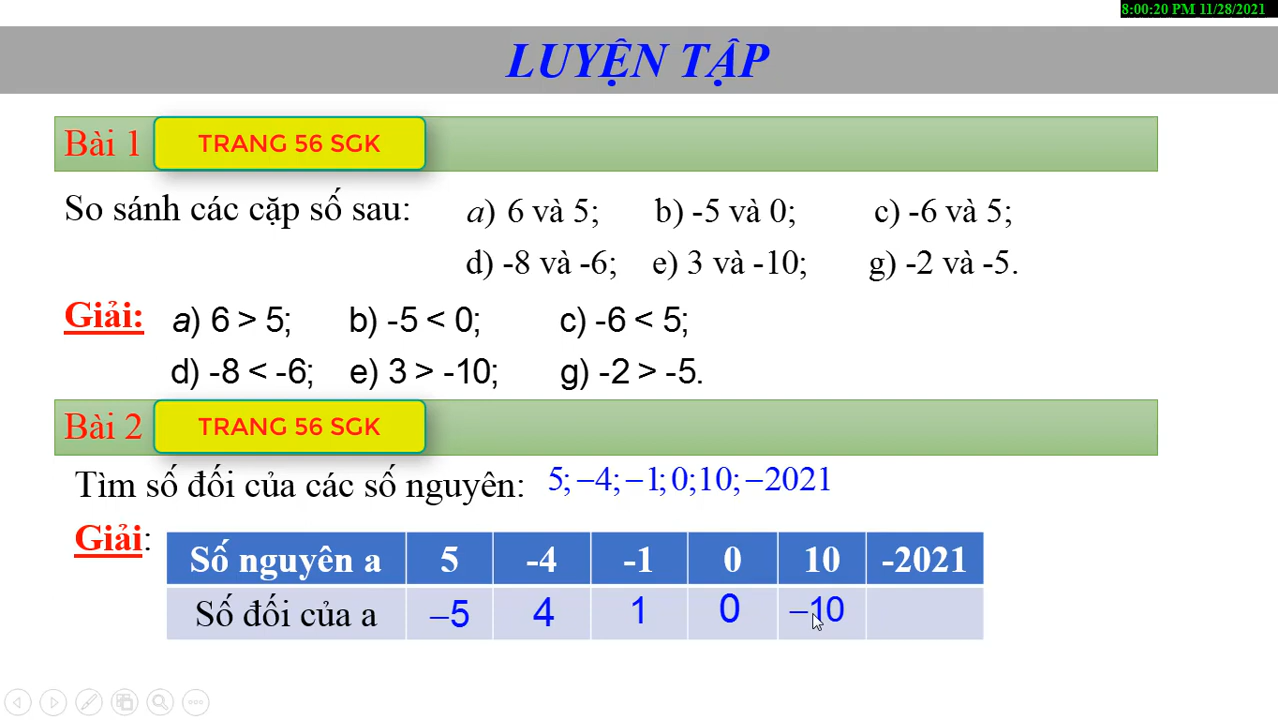 8:00:20 PM 11/28/2021
LUYỆN TẬP
Bài 1 TRANG 56 SGK
So sánh các cặp số sau: a) 6 và 5; b) -5 và 0; c) -6 và 5;
d) -8 và -6; e) 3 và -10; g) -2 và -5.
Giải: a) 6 > 5; b) -5 < 0; c) -6 < 5;
d) -8 < -6; e) 3 > -10; g) -2 > -5.
Bài 2 TRANG 56 SGK
Tìm số đối của các số nguyên: 5; −4; −1; 0; 10; −2021
Giải:
Số nguyên a 5 -4 -1 0 10 -2021
Số đối của a −5 4 1 0 −10